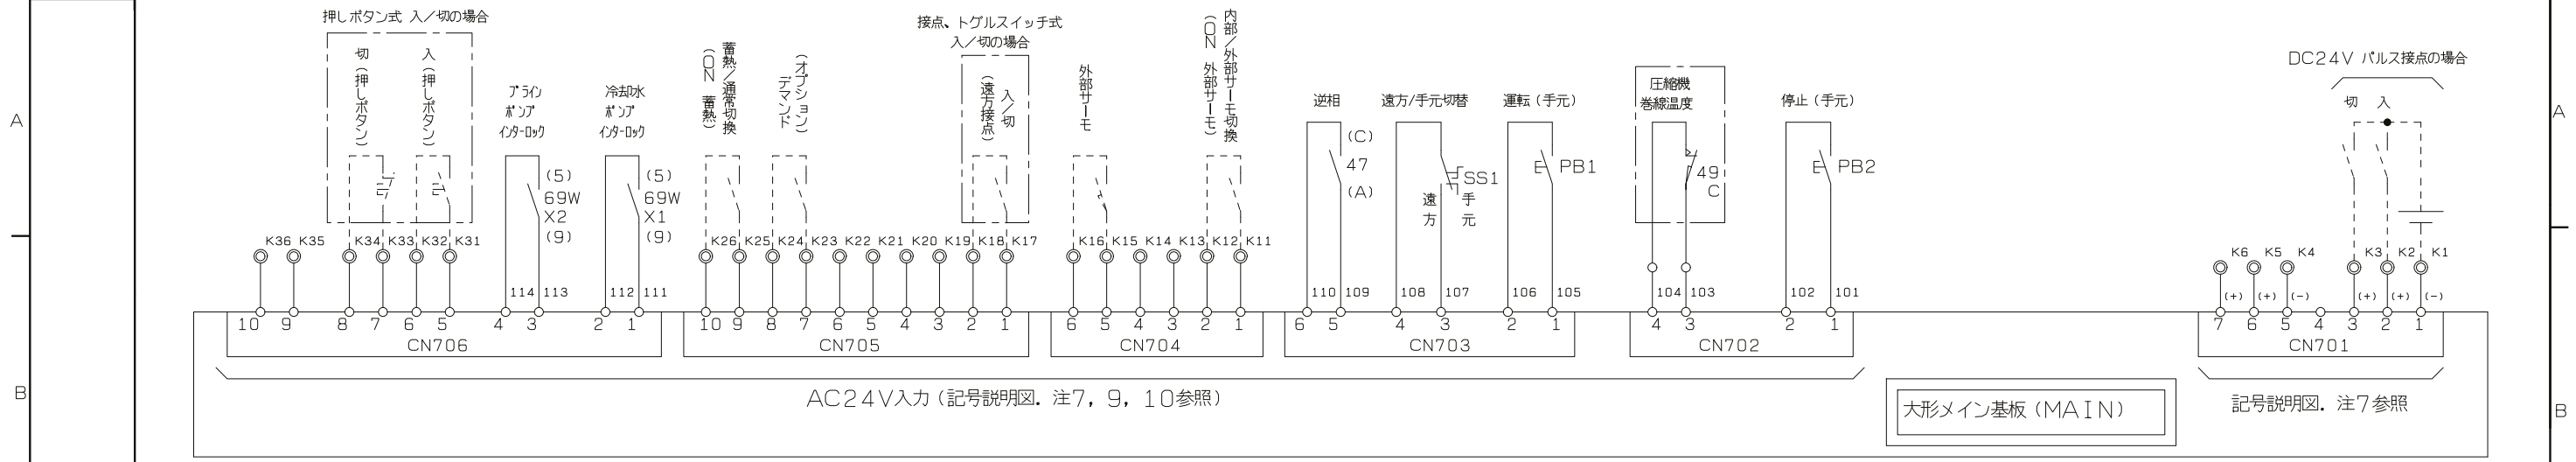 押しボタン式 入／切の場合
切（押しボタン）
入（押しボタン）
ブライン
ポンプ
インターロック
冷却水
ポンプ
インターロック
蓄熱／通常切換
（ON 蓄熱）
（オプション）
デマンド
接点、トグルスイッチ式
入／切の場合
入／切
（遠方接点）
外部サーモ
内部／外部サーモ切換
（ON 外部サーモ）
逆相
遠方/手元切替
運転（手元）
圧縮機
巻線温度
停止（手元）
DC24V パルス接点の場合
切 入
A
A
(5)
69W
X2
(9)
(5)
69W
X1
(9)
(C)
47
(A)
SS1
遠方
手元
PB1
49
C
PB2
K36 K35 K34 K33 K32 K31
K26 K25 K24 K23 K22 K21 K20 K19 K18 K17
K16 K15 K14 K13 K12 K11
K6 K5 K4 K3 K2 K1
114 113 112 111
110 109 108 107 106 105
104 103 102 101
(+) (+) (-) (+) (+) (-)
10 9 8 7 6 5 4 3 2 1
10 9 8 7 6 5 4 3 2 1
6 5 4 3 2 1
6 5 4 3 2 1
4 3 2 1
7 6 5 4 3 2 1
CN706
CN705
CN704
CN703
CN702
CN701
B
AC24V入力（記号説明図．注7，9，10参照）
大形メイン基板（MAIN）
記号説明図．注7参照
B